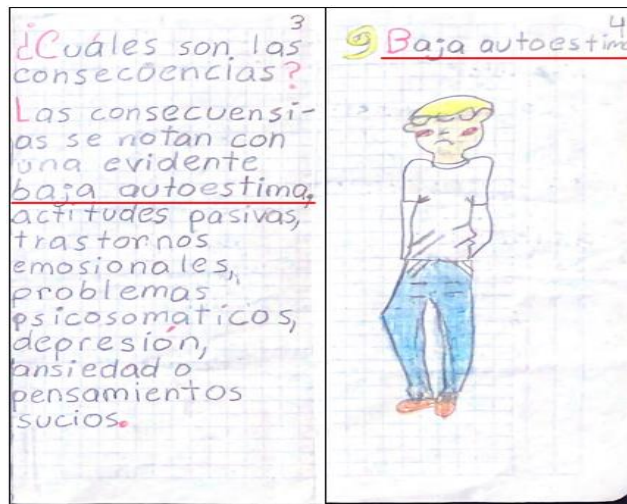 3
¿Cuáles son las
consecuencias?
Las consecuensi-
as se notan con
una evidente
baja autoestima,
actitudes pasivas,
trastornos
emosionales,
problemas
psicosomáticos,
depresión,
ansiedad o
pensamientos
sucios.
4
Baja autoestima